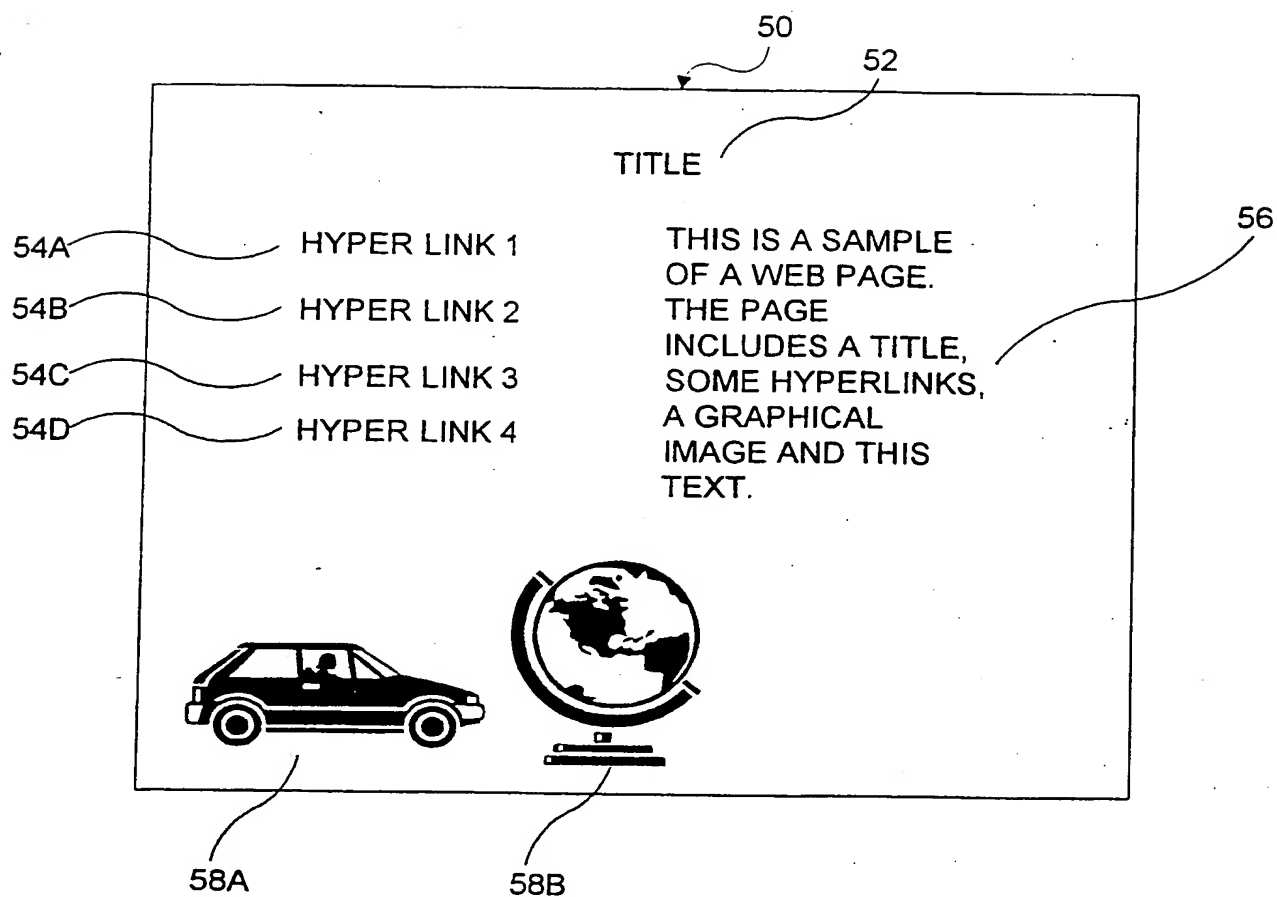 50
52
TITLE
54A
HYPER LINK 1
54B
HYPER LINK 2
54C
HYPER LINK 3
54D
HYPER LINK 4
THIS IS A SAMPLE
OF A WEB PAGE.
THE PAGE
INCLUDES A TITLE,
SOME HYPERLINKS,
A GRAPHICAL
IMAGE AND THIS
TEXT.
56
58A
58B